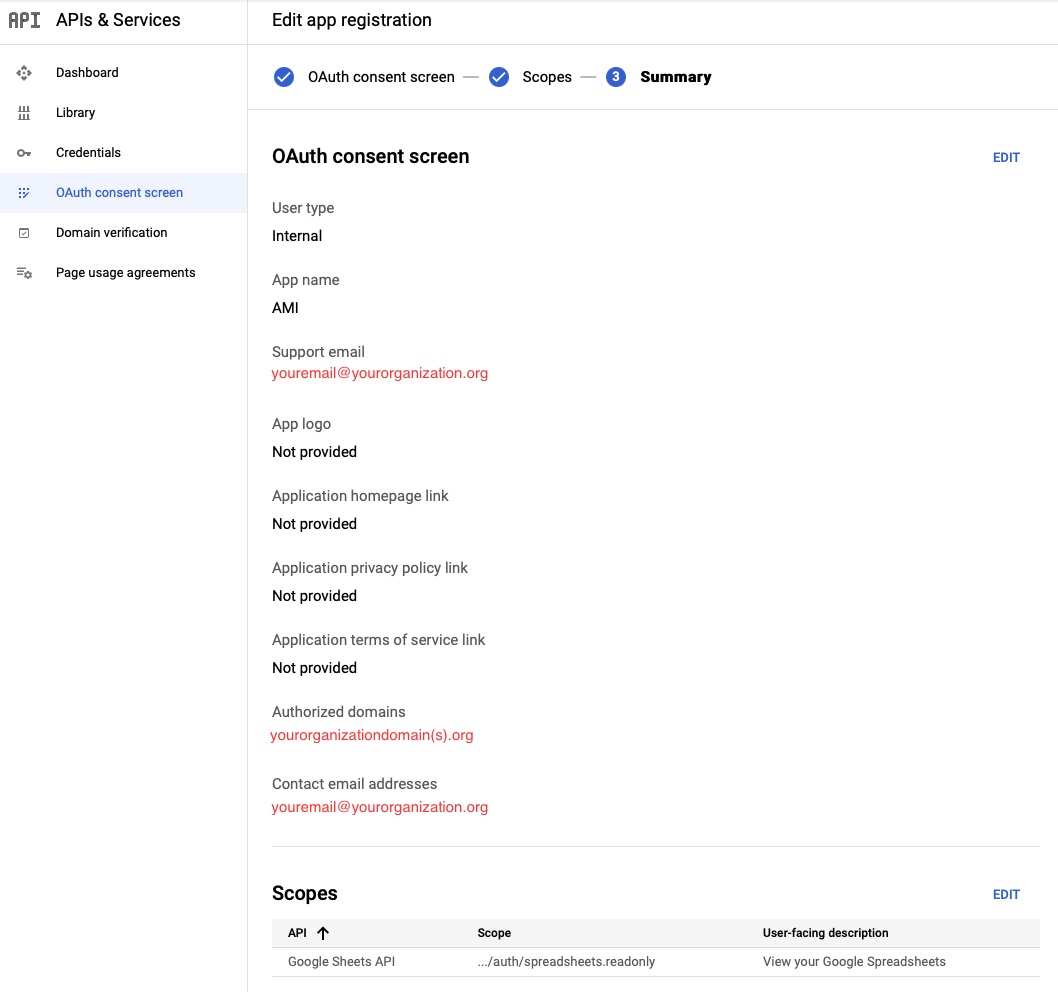 API APIs & Services
Edit app registration
Dashboard
Library
Credentials
OAuth consent screen
Domain verification
Page usage agreements
OAuth consent screen — Scopes — 3 Summary
OAuth consent screen EDIT
User type
Internal
App name
AMI
Support email
youremail@yourorganization.org
App logo
Not provided
Application homepage link
Not provided
Application privacy policy link
Not provided
Application terms of service link
Not provided
Authorized domains
yourorganizationdomain(s).org
Contact email addresses
youremail@yourorganization.org
Scopes EDIT
API Scope User-facing description
Google Sheets API .../auth/spreadsheets.readonly View your Google Spreadsheets